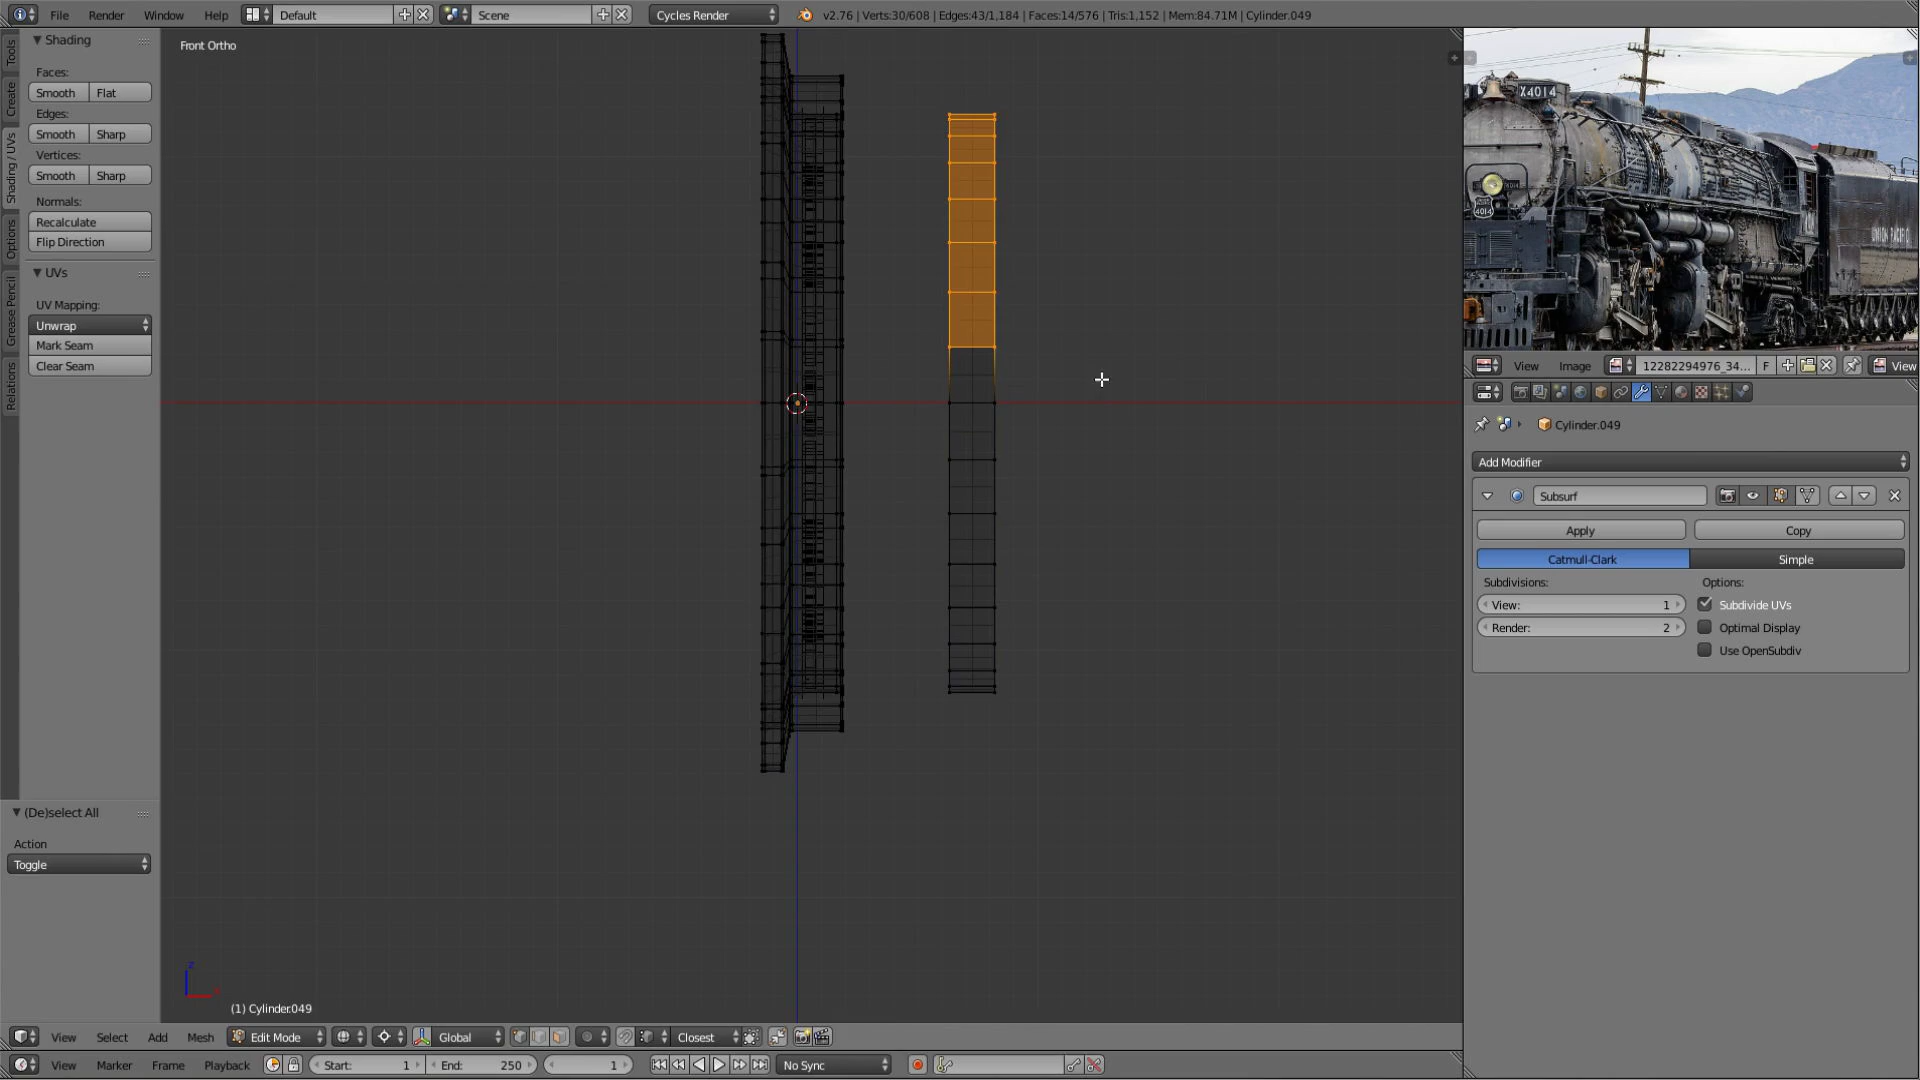 File
Render
Window
Help
Default
Scene
Cycles Render
v2.76 | Verts:30/608 | Edges:43/1,184 | Faces:14/576 | Tris:1,152 | Mem:84.71M | Cylinder.049
Tools
Create
Shading / UVs
Options
Grease Pencil
Relations
Shading
Faces:
Smooth
Flat
Edges:
Smooth
Sharp
Vertices:
Smooth
Sharp
Normals:
Recalculate
Flip Direction
UVs
UV Mapping:
Unwrap
Mark Seam
Clear Seam
(De)select All
Action
Toggle
Front Ortho
z
(1) Cylinder.049
X4014
4014
UNION PACIFIC
View
Image
12282294976_34...
F
View
Cylinder.049
Add Modifier
Subsurf
Apply
Copy
Catmull-Clark
Simple
Subdivisions:
Options:
View: 1
Subdivide UVs
Render: 2
Optimal Display
Use OpenSubdiv
View
Select
Add
Mesh
Edit Mode
Global
Closest
View
Marker
Frame
Playback
Start: 1
End: 250
1
No Sync